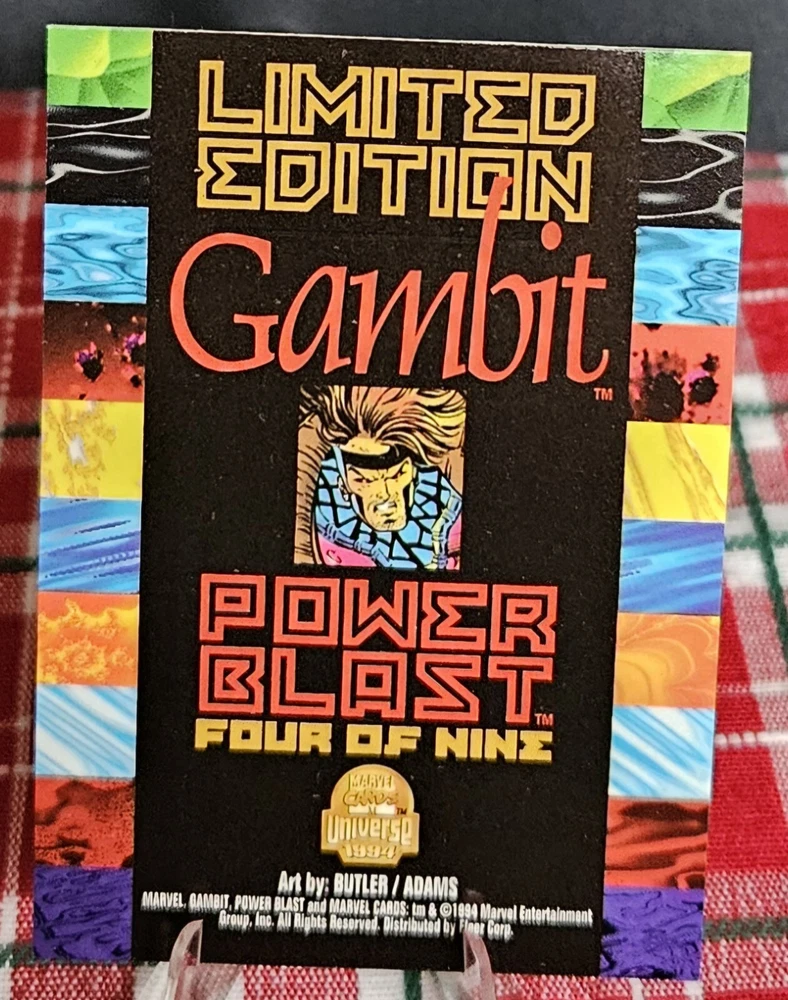 LIMITED
EDITION
Gambit
TM
POWER
BLAST TM
FOUR OF NINE
MARVEL
CARDS TM
UNIVERSE
1994
Art by: BUTLER / ADAMS
MARVEL, GAMBIT, POWER BLAST and MARVEL CARDS: tm & ©1994 Marvel Entertainment
Group, Inc. All Rights Reserved. Distributed by Fleer Corp.